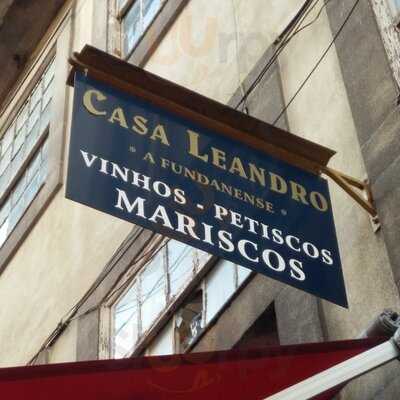 Casa Leandro
* A FUNDANENSE *
VINHOS - PETISCOS
MARISCOS